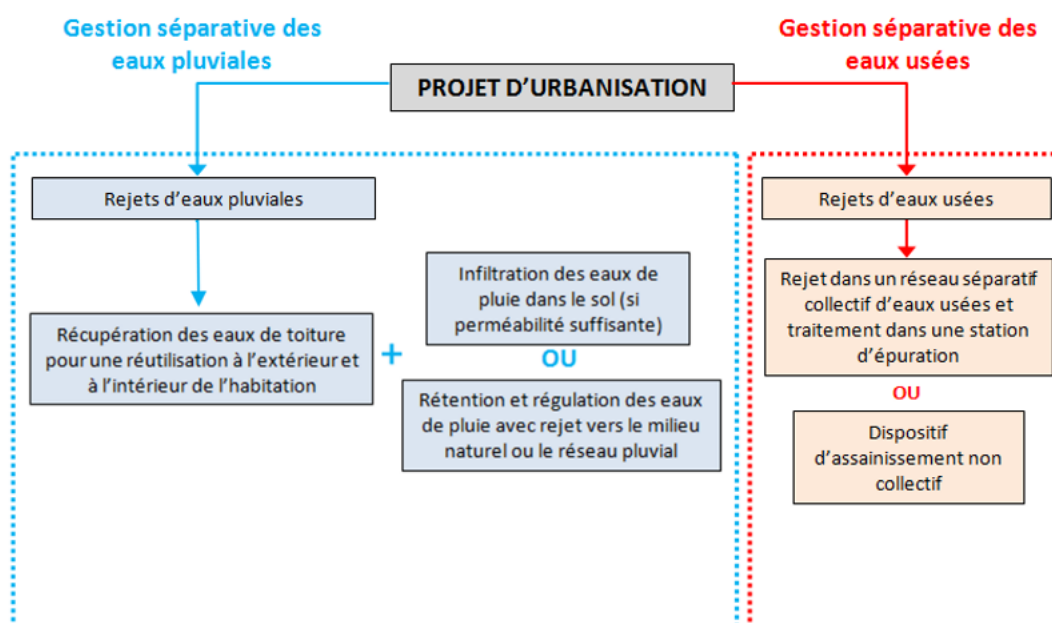 Gestion séparative des
eaux pluviales
Gestion séparative des
eaux usées
PROJET D'URBANISATION
Rejets d'eaux pluviales
Récupération des eaux de toiture
pour une réutilisation à l'extérieur et
à l'intérieur de l'habitation
+
Infiltration des eaux de
pluie dans le sol (si
perméabilité suffisante)
OU
Rétention et régulation des eaux
de pluie avec rejet vers le milieu
naturel ou le réseau pluvial
Rejets d'eaux usées
Rejet dans un réseau séparatif
collectif d'eaux usées et
traitement dans une station
d'épuration
OU
Dispositif
d'assainissement non
collectif